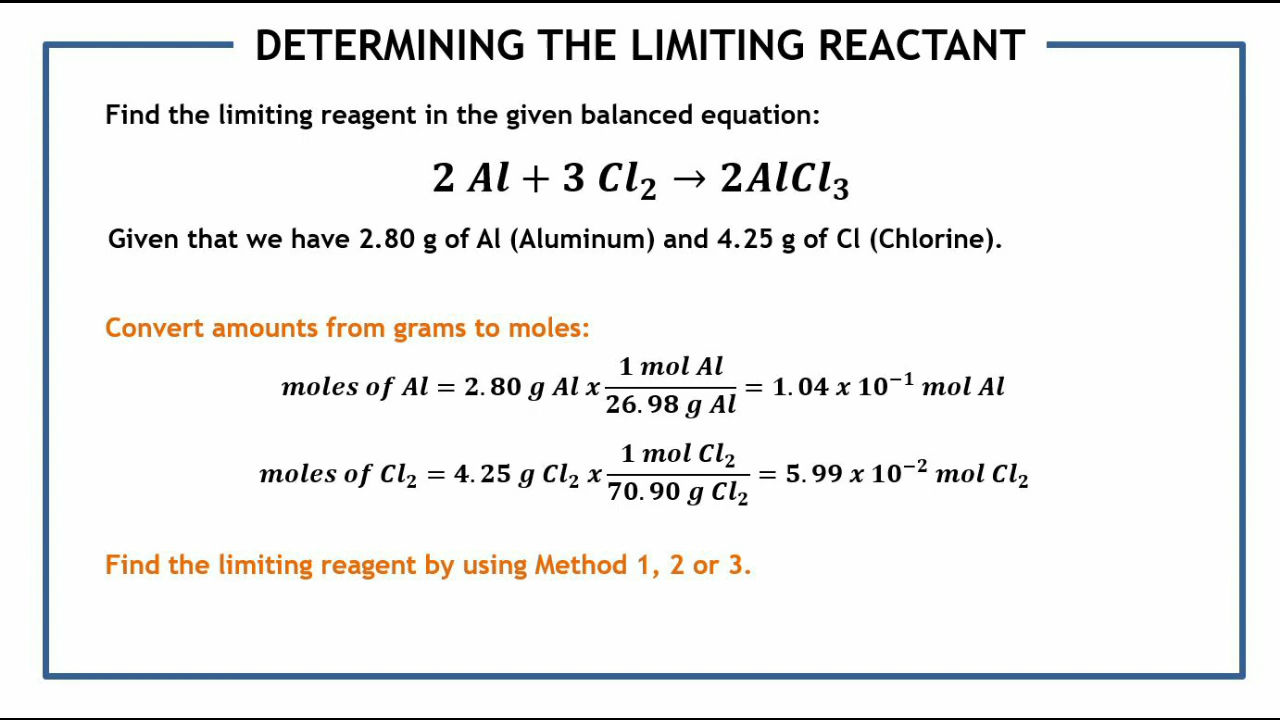 DETERMINING THE LIMITING REACTANT
Find the limiting reagent in the given balanced equation:
2 Al + 3 Cl₂ → 2AlCl₃
Given that we have 2.80 g of Al (Aluminum) and 4.25 g of Cl (Chlorine).
Convert amounts from grams to moles:
moles of Al = 2.80 g Al x (1 mol Al)/(26.98 g Al) = 1.04 x 10⁻¹ mol Al
moles of Cl₂ = 4.25 g Cl₂ x (1 mol Cl₂)/(70.90 g Cl₂) = 5.99 x 10⁻² mol Cl₂
Find the limiting reagent by using Method 1, 2 or 3.